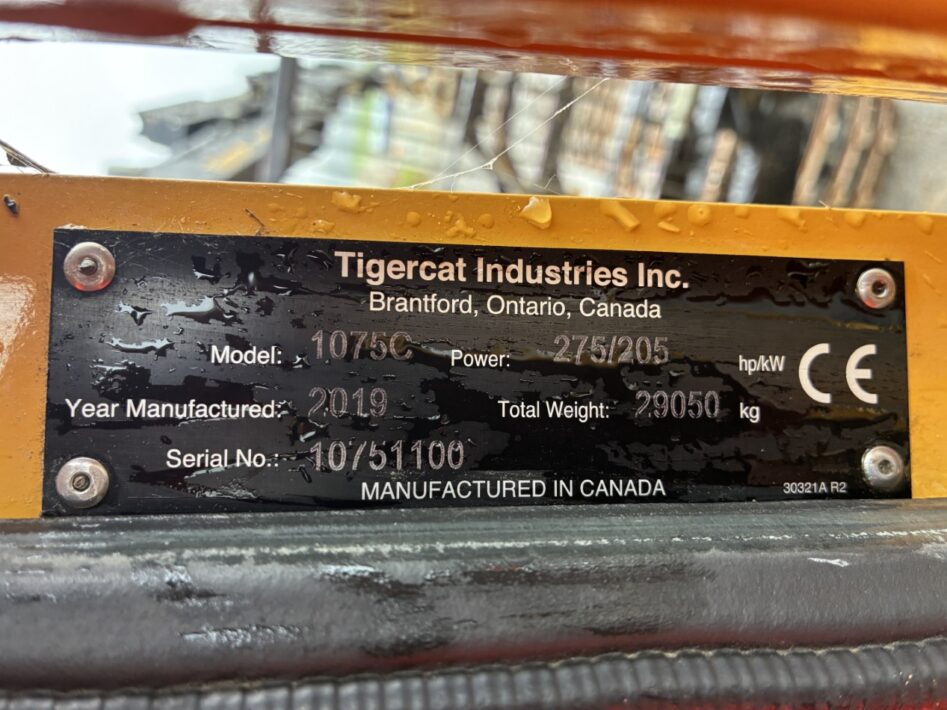 Tigercat Industries Inc.
Brantford, Ontario, Canada
Model: 1075C Power: 275/205 hp/kW CE
Year Manufactured: 2019 Total Weight: 29050 kg
Serial No.: 10751100
MANUFACTURED IN CANADA 30321A R2